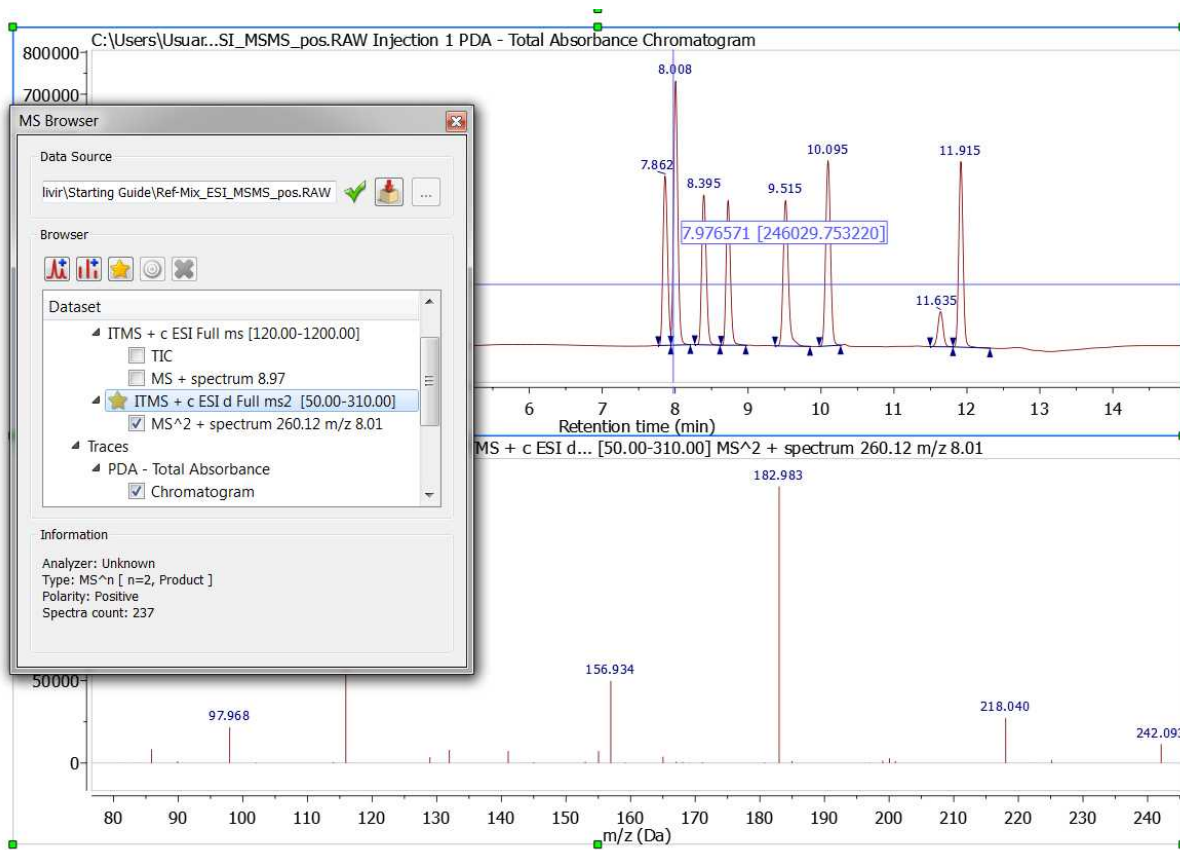 C:\Users\Usuar...SI_MSMS_pos.RAW Injection 1 PDA - Total Absorbance Chromatogram
800000
700000
8.008
7.862
8.395
9.515
10.095
11.915
11.635
7.976571 [246029.753220]
6 7 8 9 10 11 12 13 14
Retention time (min)
MS Browser
Data Source
livir\Starting Guide\Ref-Mix_ESI_MSMS_pos.RAW
...
Browser
Dataset
ITMS + c ESI Full ms [120.00-1200.00]
TIC
MS + spectrum 8.97
ITMS + c ESI d Full ms2 [50.00-310.00]
MS^2 + spectrum 260.12 m/z 8.01
Traces
PDA - Total Absorbance
Chromatogram
Information
Analyzer: Unknown
Type: MS^n [ n=2, Product ]
Polarity: Positive
Spectra count: 237
MS + c ESI d... [50.00-310.00] MS^2 + spectrum 260.12 m/z 8.01
182.983
156.934
218.040
97.968
242.093
50000
0
80 90 100 110 120 130 140 150 160 170 180 190 200 210 220 230 240
m/z (Da)